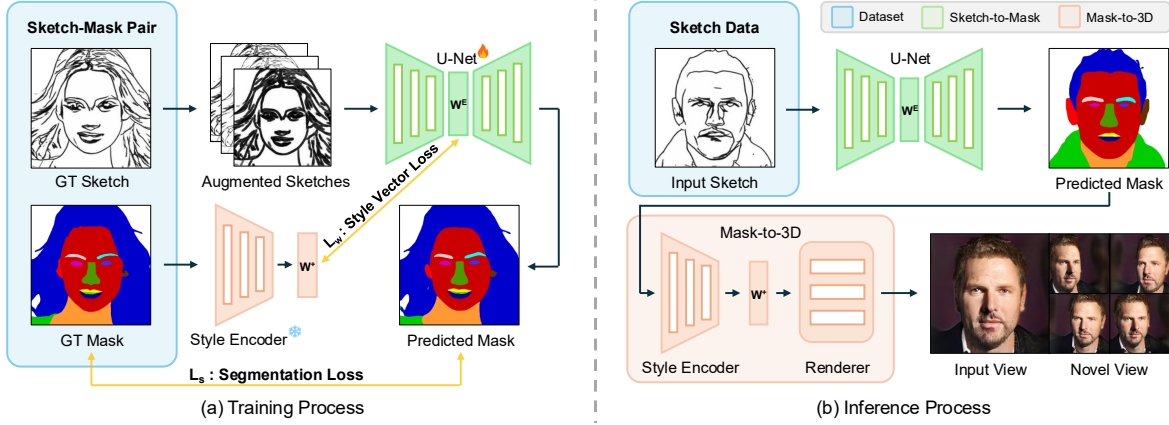 Sketch-Mask Pair
GT Sketch
Augmented Sketches
U-Net
Wᴱ
L_w : Style Vector Loss
GT Mask
Style Encoder
W⁺
Predicted Mask
L_s : Segmentation Loss
(a) Training Process
Dataset
Sketch-to-Mask
Mask-to-3D
Sketch Data
Input Sketch
U-Net
Wᴱ
Predicted Mask
Mask-to-3D
W⁺
Style Encoder
Renderer
Input View
Novel View
(b) Inference Process